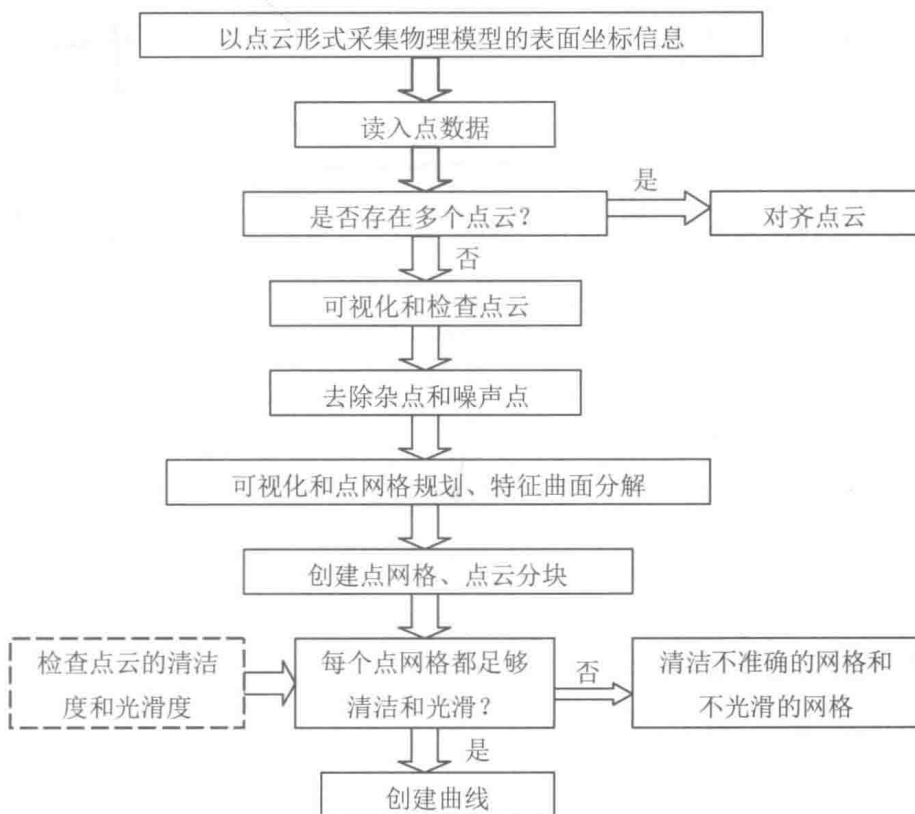 以点云形式采集物理模型的表面坐标信息
读入点数据
是否存在多个点云？
是
对齐点云
否
可视化和检查点云
去除杂点和噪声点
可视化和点网格规划、特征曲面分解
创建点网格、点云分块
检查点云的清洁
度和光滑度
每个点网格都足够
清洁和光滑？
否
清洁不准确的网格和
不光滑的网格
是
创建曲线